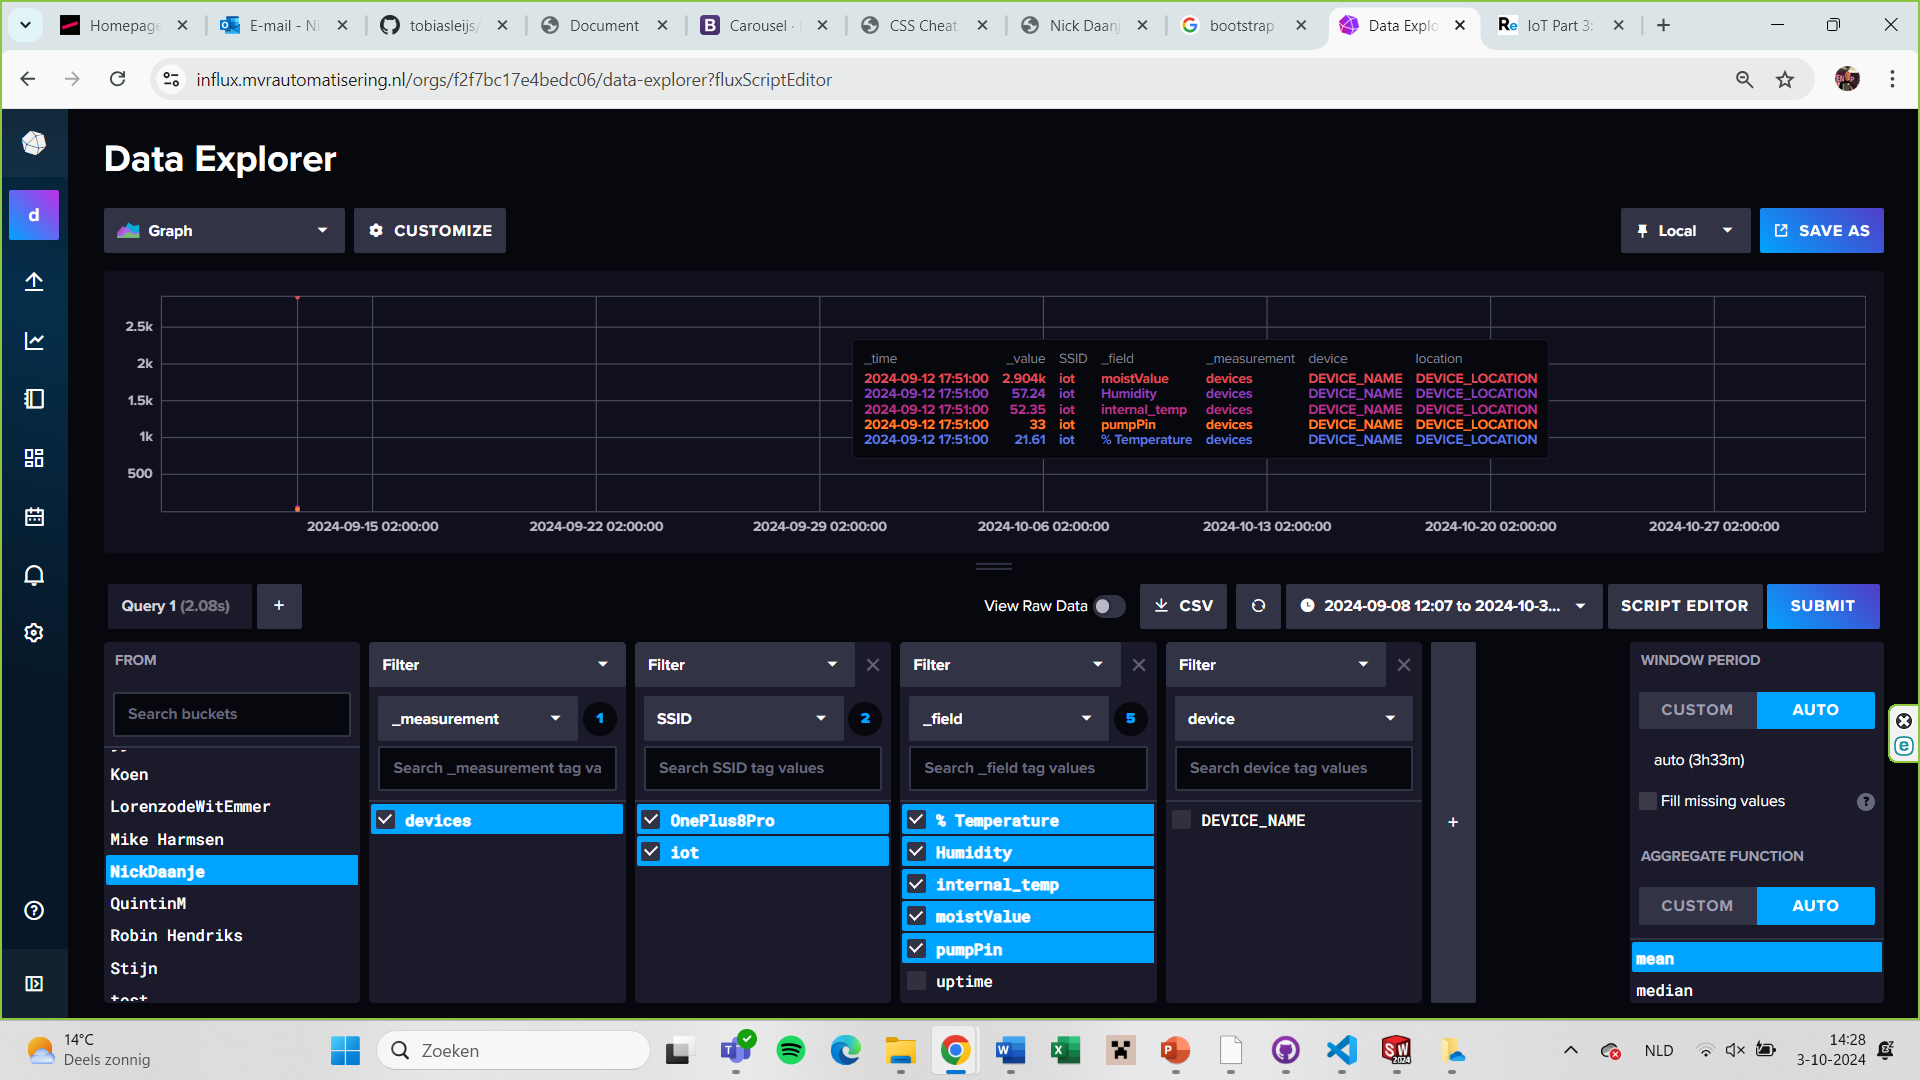 Homepage
E-mail - Ni
tobiasleijs/
Document
Carousel ·
CSS Cheat
Nick Daanj
bootstrap
Data Explo
IoT Part 3:
influx.mvrautomatisering.nl/orgs/f2f7bc17e4bedc06/data-explorer?fluxScriptEditor
Data Explorer
d
Graph
CUSTOMIZE
Local
SAVE AS
2.5k
2k
1.5k
1k
500
_time _value SSID _field _measurement device location
2024-09-12 17:51:00 2.904k iot moistValue devices DEVICE_NAME DEVICE_LOCATION
2024-09-12 17:51:00 57.24 iot Humidity devices DEVICE_NAME DEVICE_LOCATION
2024-09-12 17:51:00 52.35 iot internal_temp devices DEVICE_NAME DEVICE_LOCATION
2024-09-12 17:51:00 33 iot pumpPin devices DEVICE_NAME DEVICE_LOCATION
2024-09-12 17:51:00 21.61 iot % Temperature devices DEVICE_NAME DEVICE_LOCATION
2024-09-15 02:00:00
2024-09-22 02:00:00
2024-09-29 02:00:00
2024-10-06 02:00:00
2024-10-13 02:00:00
2024-10-20 02:00:00
2024-10-27 02:00:00
Query 1 (2.08s)
+
View Raw Data
CSV
2024-09-08 12:07 to 2024-10-3...
SCRIPT EDITOR
SUBMIT
FROM
Search buckets
Koen
LorenzodeWitEmmer
Mike Harmsen
NickDaanje
QuintinM
Robin Hendriks
Stijn
test
Filter
_measurement
1
Search _measurement tag va
devices
Filter
SSID
2
Search SSID tag values
OnePlus8Pro
iot
Filter
_field
5
Search _field tag values
% Temperature
Humidity
internal_temp
moistValue
pumpPin
uptime
Filter
device
Search device tag values
DEVICE_NAME
+
WINDOW PERIOD
CUSTOM
AUTO
auto (3h33m)
Fill missing values
?
AGGREGATE FUNCTION
CUSTOM
AUTO
mean
median
14°C
Deels zonnig
Zoeken
NLD
14:28
3-10-2024